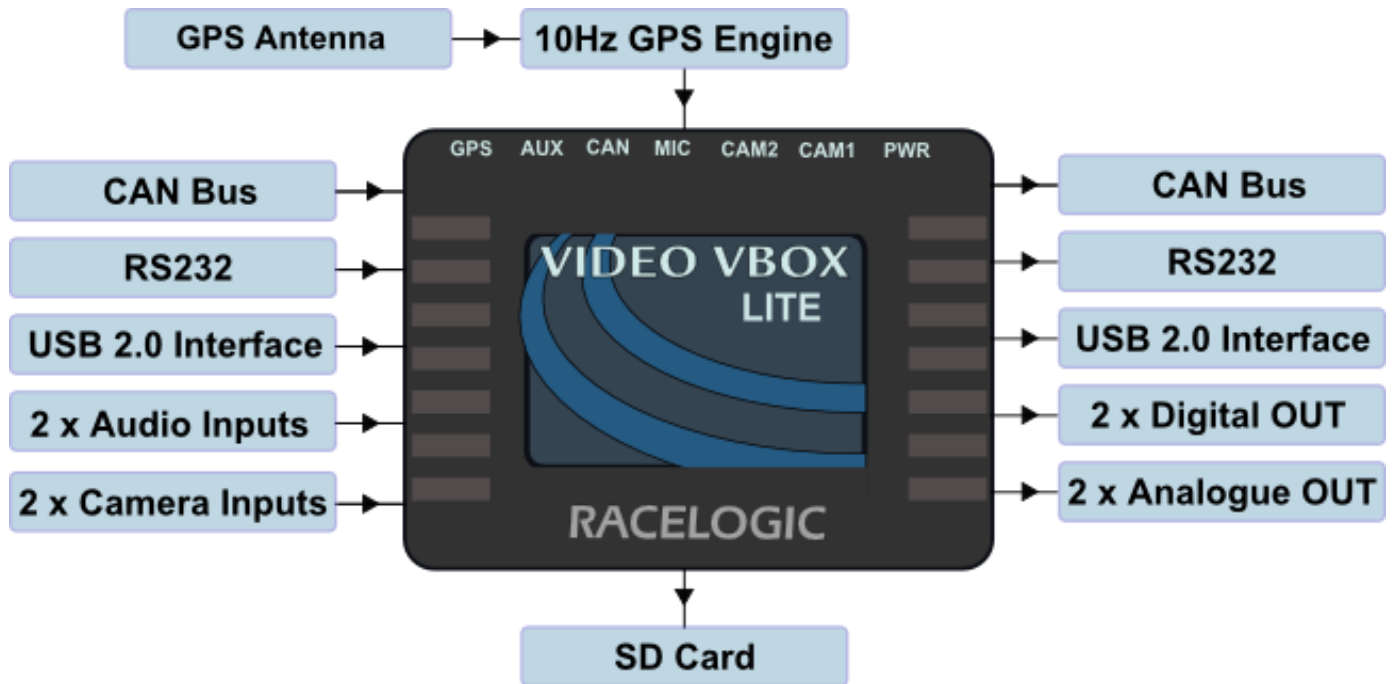 GPS Antenna
10Hz GPS Engine
GPS AUX CAN MIC CAM2 CAM1 PWR
CAN Bus
RS232
USB 2.0 Interface
2 x Audio Inputs
2 x Camera Inputs
VIDEO VBOX
LITE
RACELOGIC
CAN Bus
RS232
USB 2.0 Interface
2 x Digital OUT
2 x Analogue OUT
SD Card